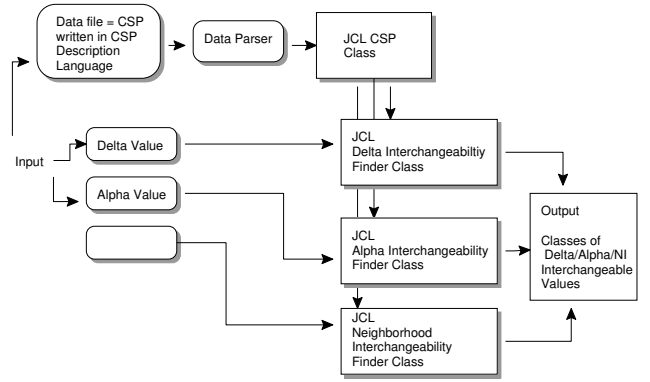 Data file = CSP
written in CSP
Description
Language
Data Parser
JCL CSP
Class
Input
Delta Value
Alpha Value
JCL
Delta Interchangeabiltiy
Finder Class
JCL
Alpha Interchangeability
Finder Class
JCL
Neighborhood
Interchangeability
Finder Class
Output
Classes of
Delta/Alpha/NI
Interchangeable
Values